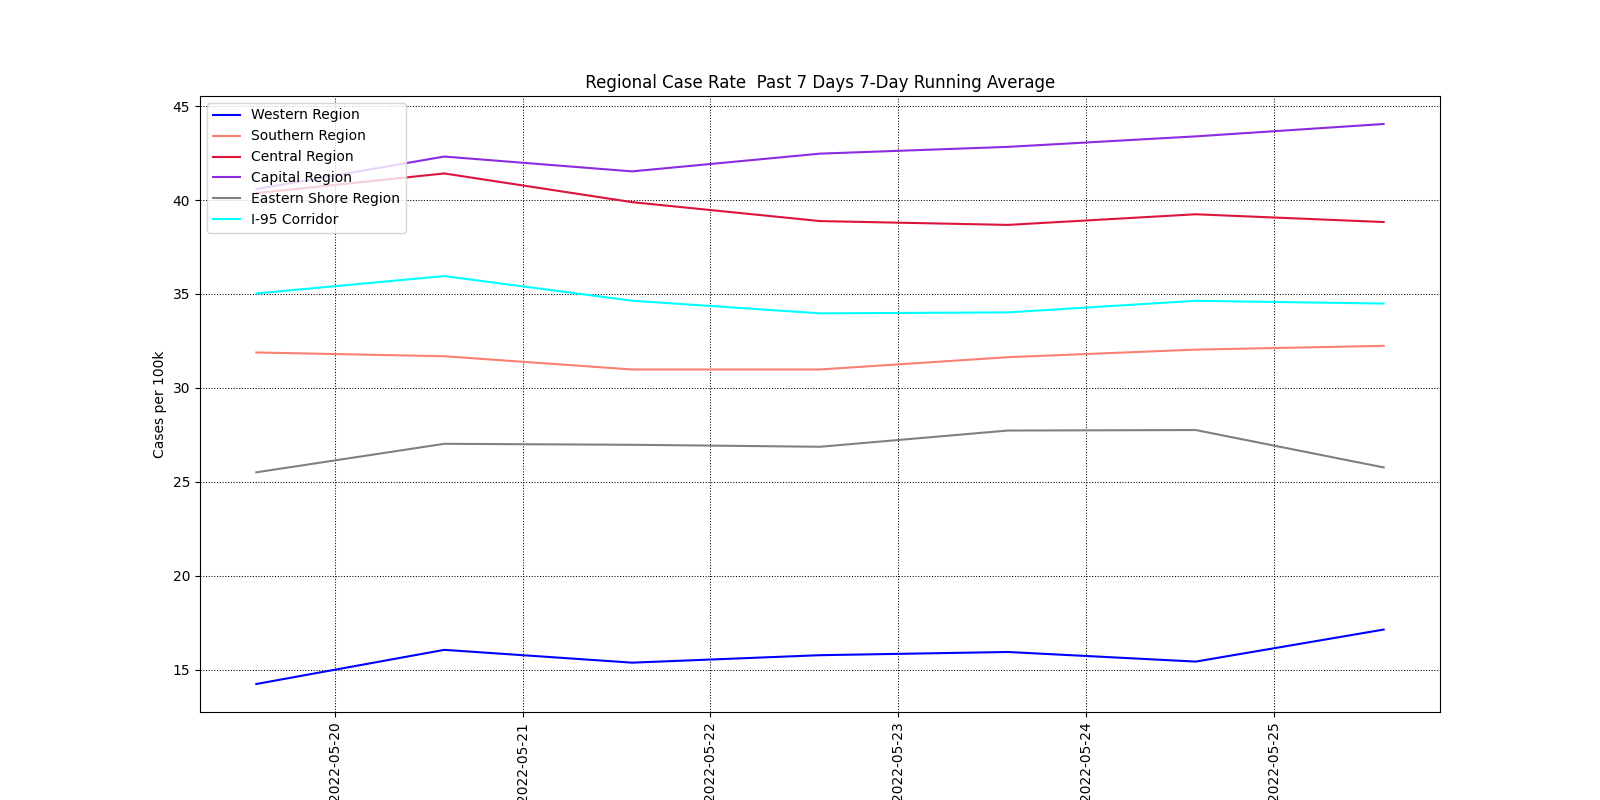 Regional Case Rate  Past 7 Days 7-Day Running Average
45
40
35
30
25
20
15
Cases per 100k
Western Region
Southern Region
Central Region
Capital Region
Eastern Shore Region
I-95 Corridor
2022-05-20
2022-05-21
2022-05-22
2022-05-23
2022-05-24
2022-05-25